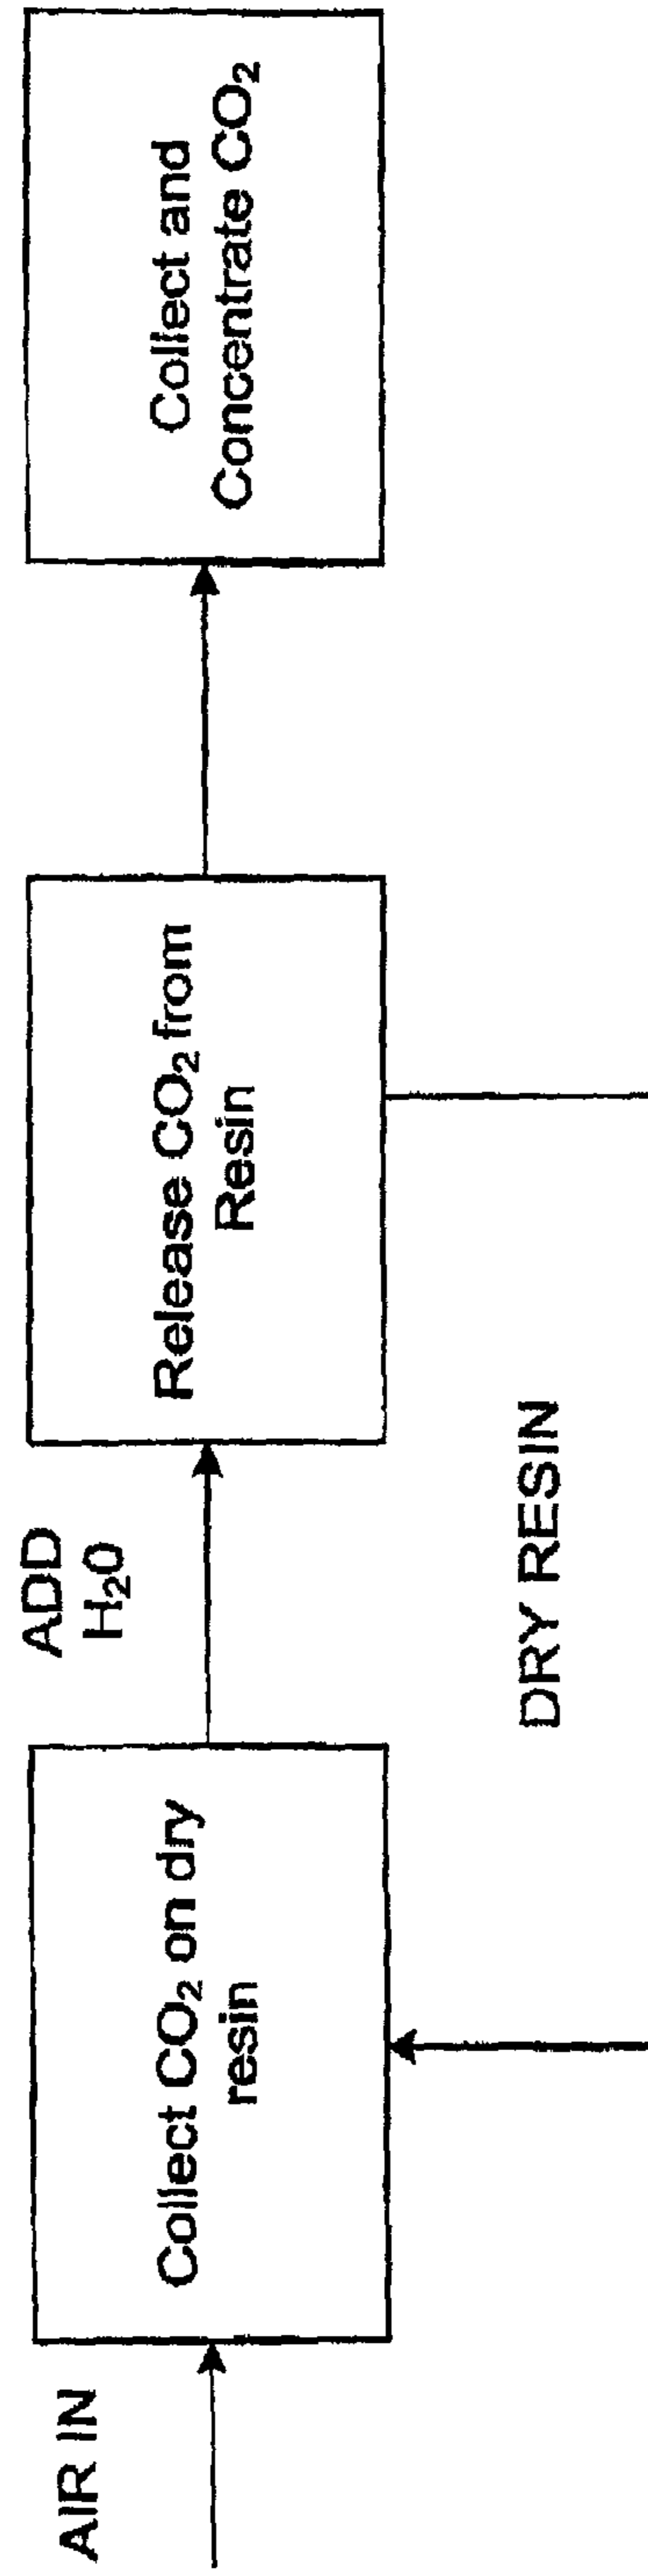 AIR IN
Collect CO₂ on dry
resin
ADD
H₂0
Release CO₂ from
Resin
Collect and
Concentrate CO₂
DRY RESIN